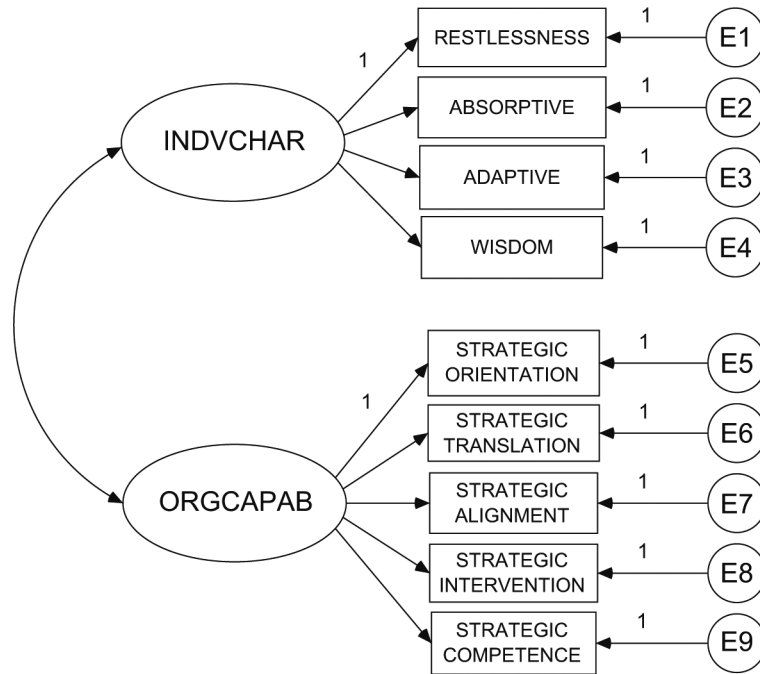 1
RESTLESSNESS
1
E1
INDVCHAR
ABSORPTIVE
1
E2
ADAPTIVE
1
E3
WISDOM
1
E4
1
STRATEGIC
ORIENTATION
1
E5
STRATEGIC
TRANSLATION
1
E6
ORGCAPAB
STRATEGIC
ALIGNMENT
1
E7
STRATEGIC
INTERVENTION
1
E8
STRATEGIC
COMPETENCE
1
E9